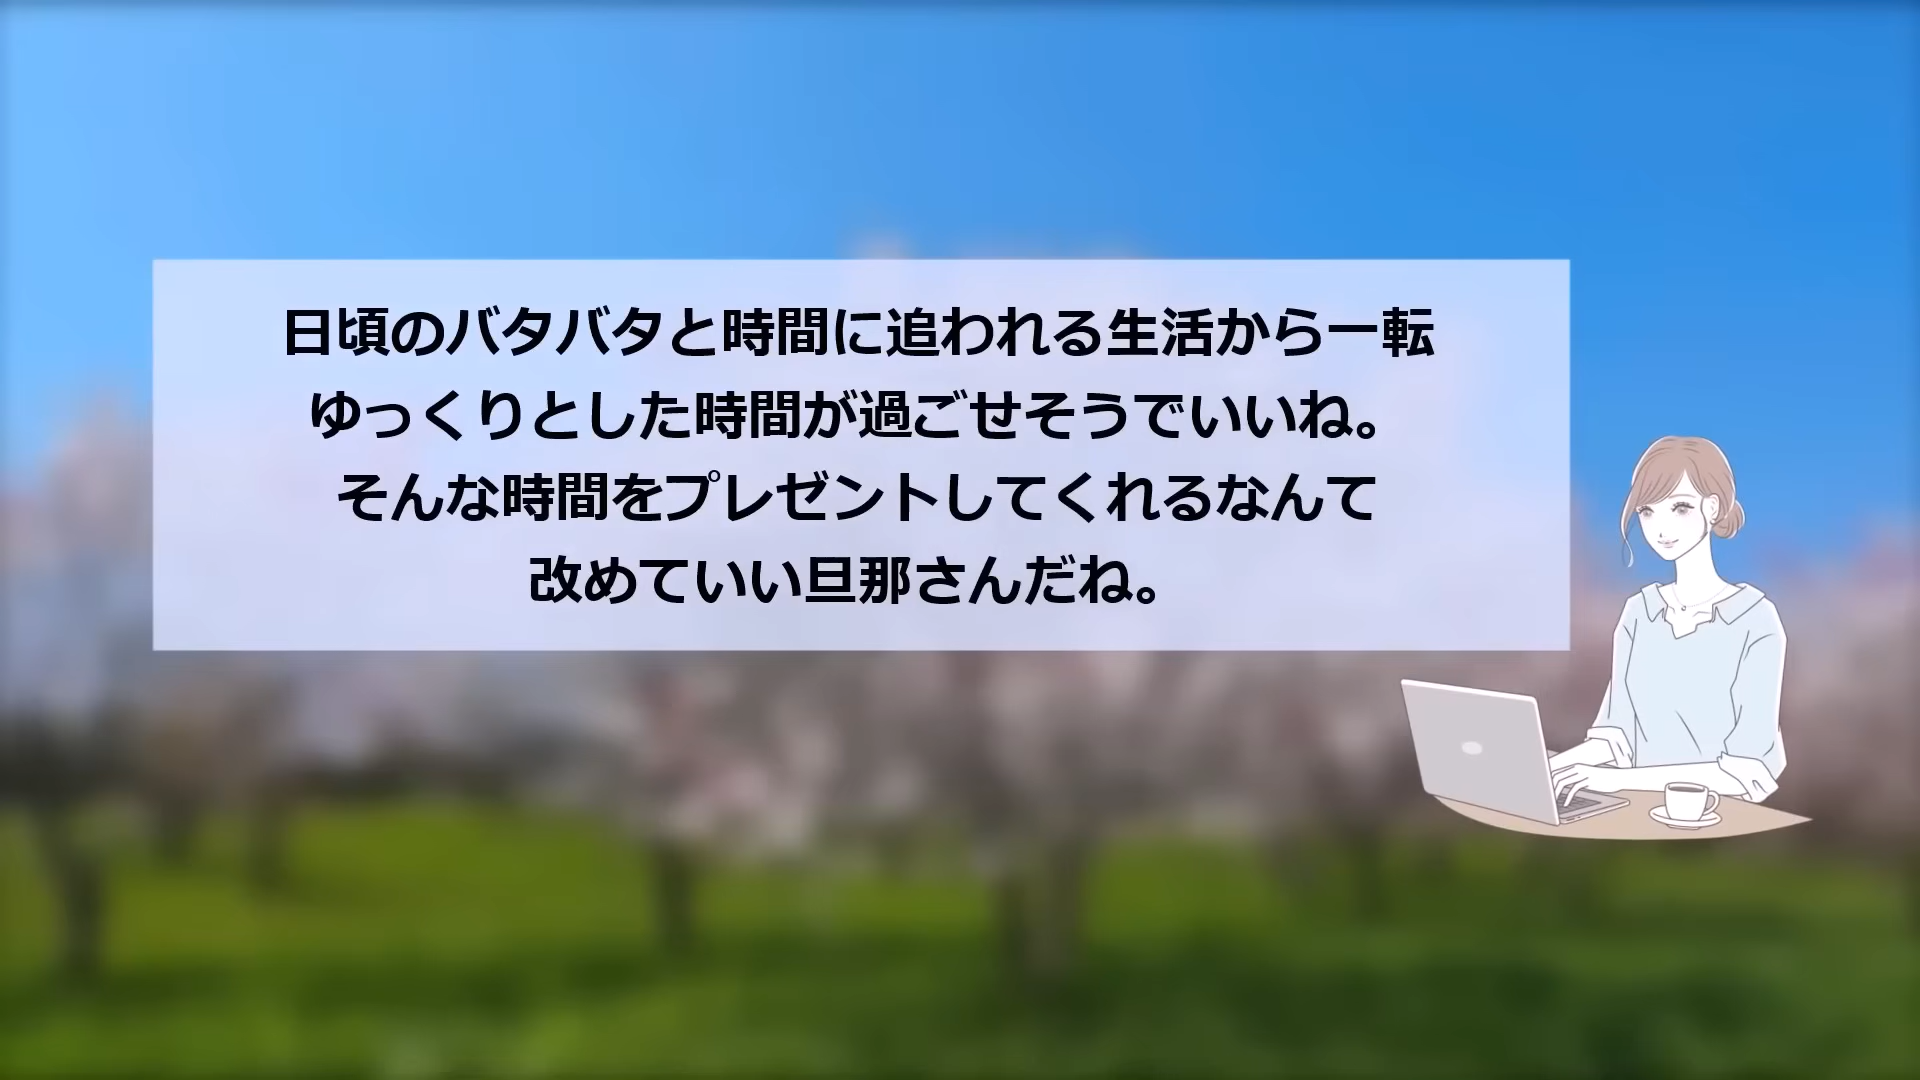 日頃のバタバタと時間に追われる生活から一転
ゆっくりとした時間が過ごせそうでいいね。
そんな時間をプレゼントしてくれるなんて
改めていい旦那さんだね。